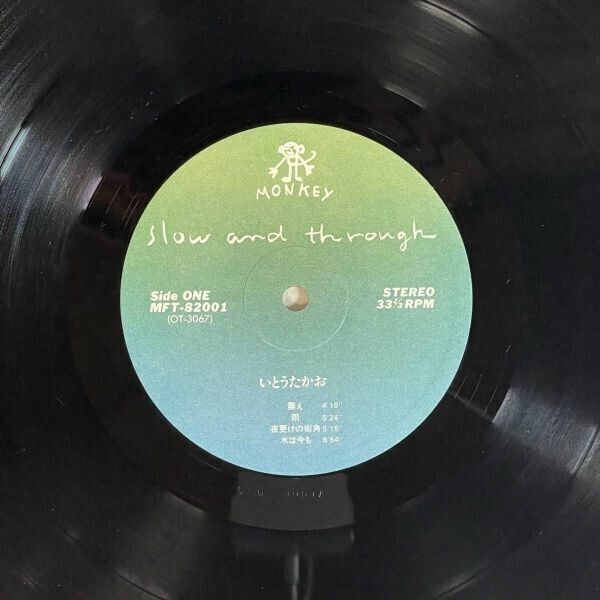 MONKEY
slow and through
Side ONE
MFT-82001
(OT-3067)
STEREO
33⅓RPM
いとうたかお
震え 4'19"
雨 5'24"
夜更けの街角 5'15"
水は今も 8'54"